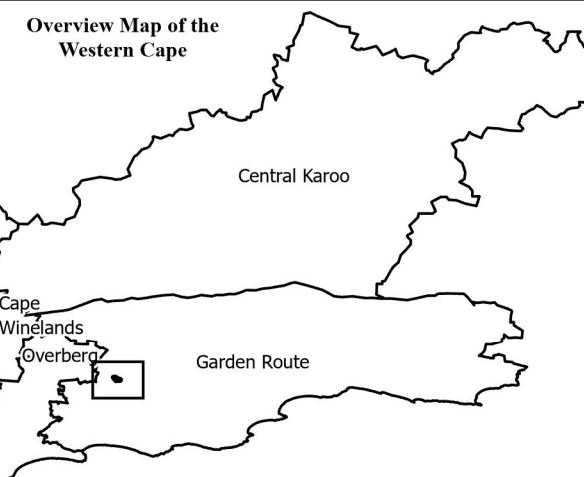 Overview Map of the
Western Cape
Central Karoo
Cape
Winelands
Overberg
Garden Route